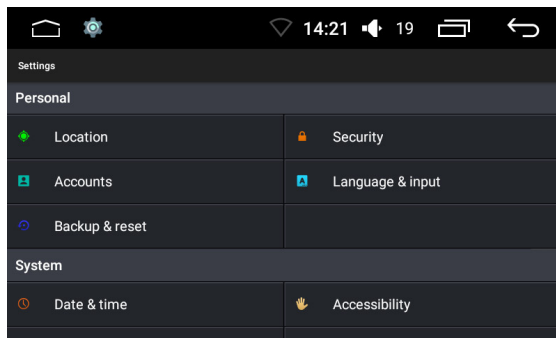 14:21 19
Settings
Personal
Location Security
Accounts Language & input
Backup & reset
System
Date & time Accessibility